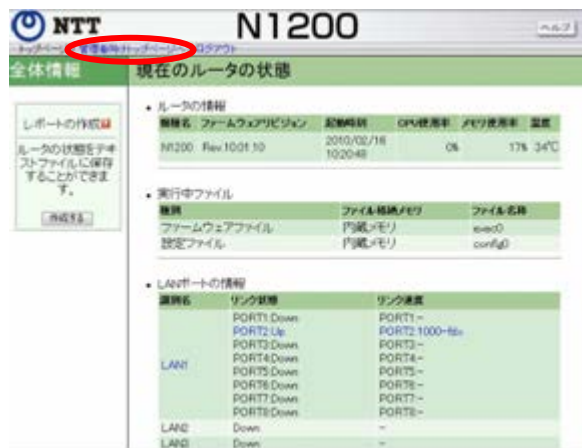 NTT
N1200
ヘルプ
トップページ 管理者向けトップページへ ログアウト
全体情報
現在のルータの状態
レポートの作成
ルータの状態をテキ
ストファイルに保存
することができま
す。
作成する
• ルータの情報
機種名 ファームウェアリビジョン 起動時刻 CPU使用率 メモリ使用率 温度
N1200 Rev.10.01.10 2010/02/16 0% 17% 34℃
10:20:48
• 実行中ファイル
種別 ファイル格納メモリ ファイル名称
ファームウェアファイル 内蔵メモリ exec0
設定ファイル 内蔵メモリ config0
• LANポートの情報
識別名 リンク状態 リンク速度
LAN1
PORT1:Down PORT1:-
PORT2:Up PORT2:1000-fdx
PORT3:Down PORT3:-
PORT4:Down PORT4:-
PORT5:Down PORT5:-
PORT6:Down PORT6:-
PORT7:Down PORT7:-
PORT8:Down PORT8:-
LAN2 Down -
LAN3 Down -